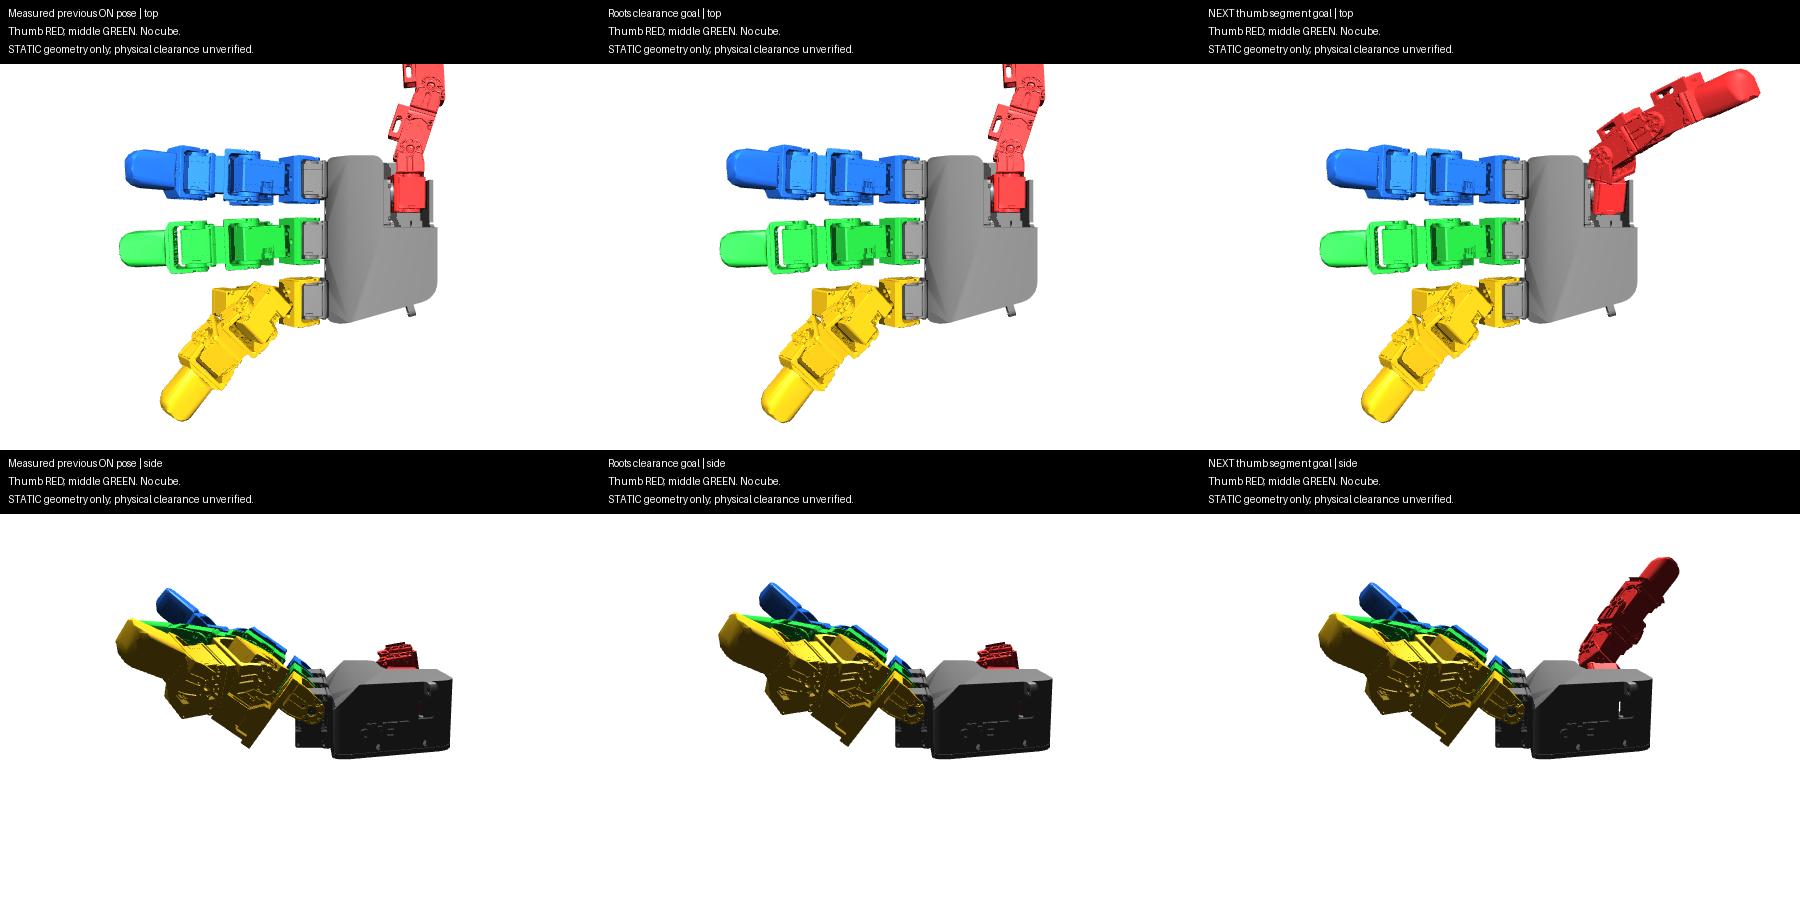 Measured previous ON pose | top
Thumb RED; middle GREEN. No cube.
STATIC geometry only; physical clearance unverified.
Roots clearance goal | top
Thumb RED; middle GREEN. No cube.
STATIC geometry only; physical clearance unverified.
NEXT thumb segment goal | top
Thumb RED; middle GREEN. No cube.
STATIC geometry only; physical clearance unverified.
Measured previous ON pose | side
Thumb RED; middle GREEN. No cube.
STATIC geometry only; physical clearance unverified.
Roots clearance goal | side
Thumb RED; middle GREEN. No cube.
STATIC geometry only; physical clearance unverified.
NEXT thumb segment goal | side
Thumb RED; middle GREEN. No cube.
STATIC geometry only; physical clearance unverified.